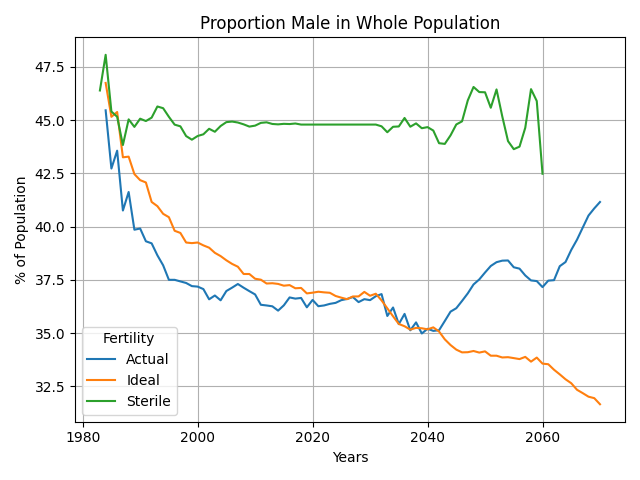 Proportion Male in Whole Population
% of Population
47.5
45.0
42.5
40.0
37.5
35.0
32.5
Fertility
Actual
Ideal
Sterile
1980
2000
2020
2040
2060
Years